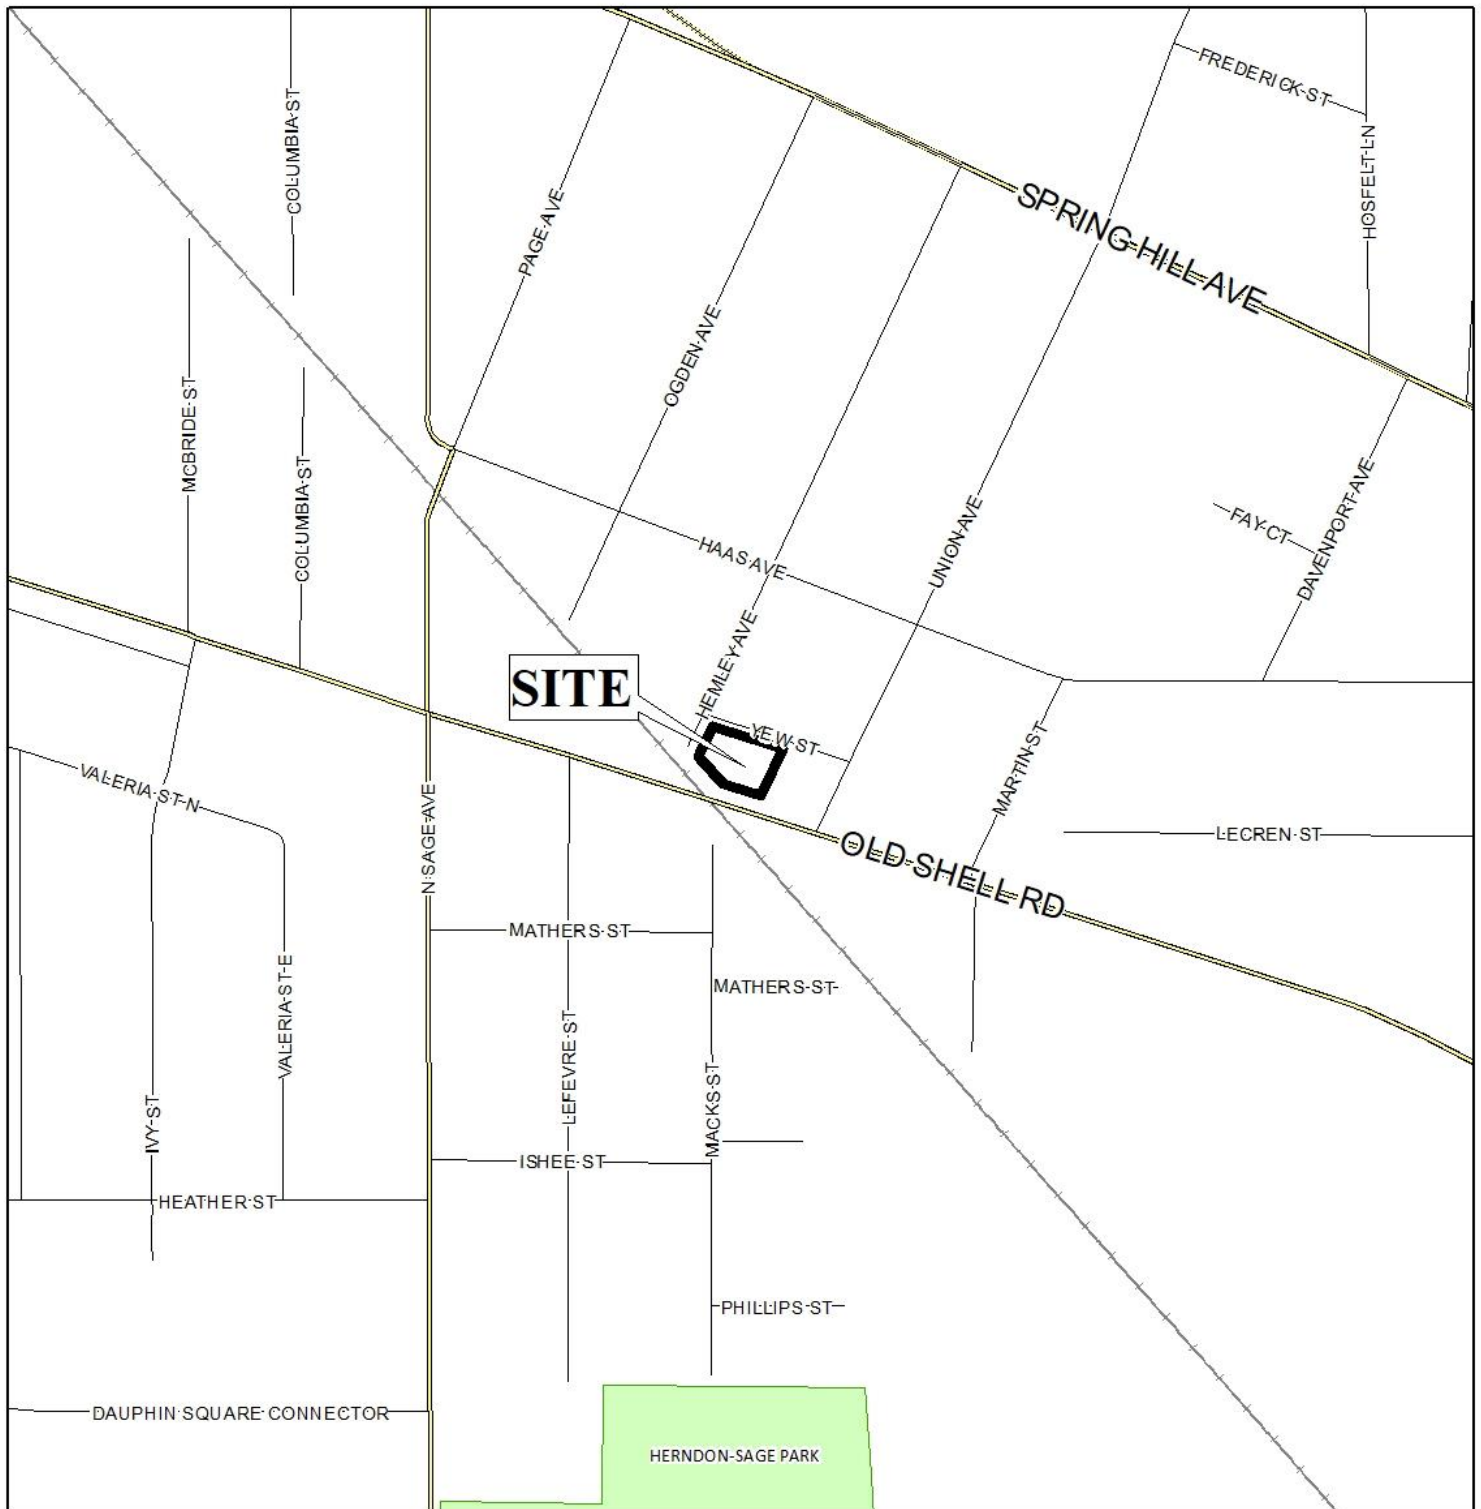 FREDERICK ST
COLUMBIA ST
HOSFELT LN
SPRING HILL AVE
PAGE AVE
OGDEN AVE
MCBRIDE ST
COLUMBIA ST
UNION AVE
FAY CT
DAVENPORT AVE
HAAS AVE
HEMLEY AVE
SITE
YEW ST
MARTIN ST
VALERIA ST N
N SAGE AVE
LECREN ST
OLD SHELL RD
MATHERS ST
MATHERS ST
VALERIA ST E
LEFEVRE ST
MACKS ST
IVY ST
ISHEE ST
HEATHER ST
PHILLIPS ST
DAUPHIN SQUARE CONNECTOR
HERNDON-SAGE PARK